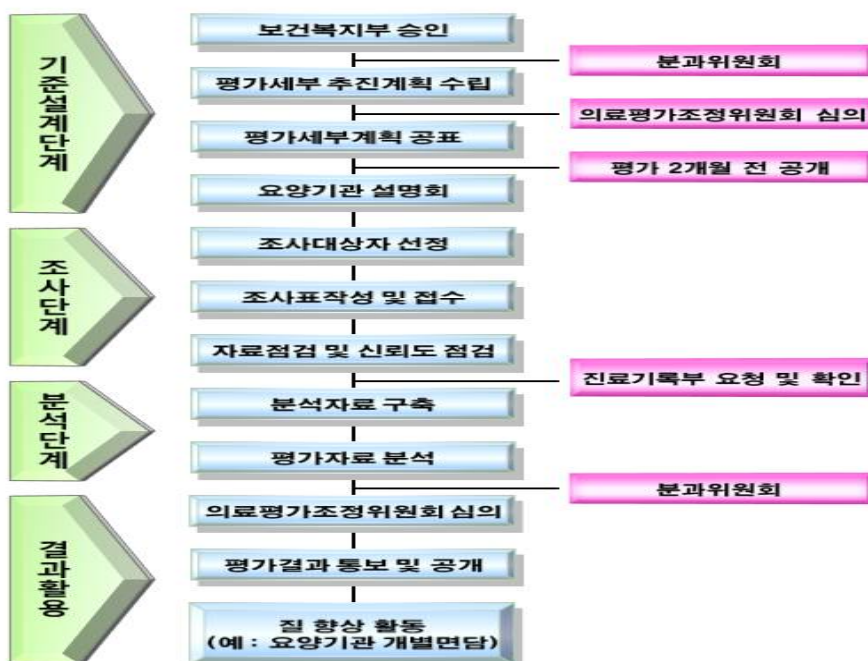 기준설계단계
보건복지부 승인
분과위원회
평가세부 추진계획 수립
의료평가조정위원회 심의
평가세부계획 공표
평가 2개월 전 공개
요양기관 설명회
조사단계
조사대상자 선정
조사표작성 및 접수
자료점검 및 신뢰도 점검
진료기록부 요청 및 확인
분석단계
분석자료 구축
평가자료 분석
분과위원회
결과활용
의료평가조정위원회 심의
평가결과 통보 및 공개
질 향상 활동
(예 : 요양기관 개별면담)